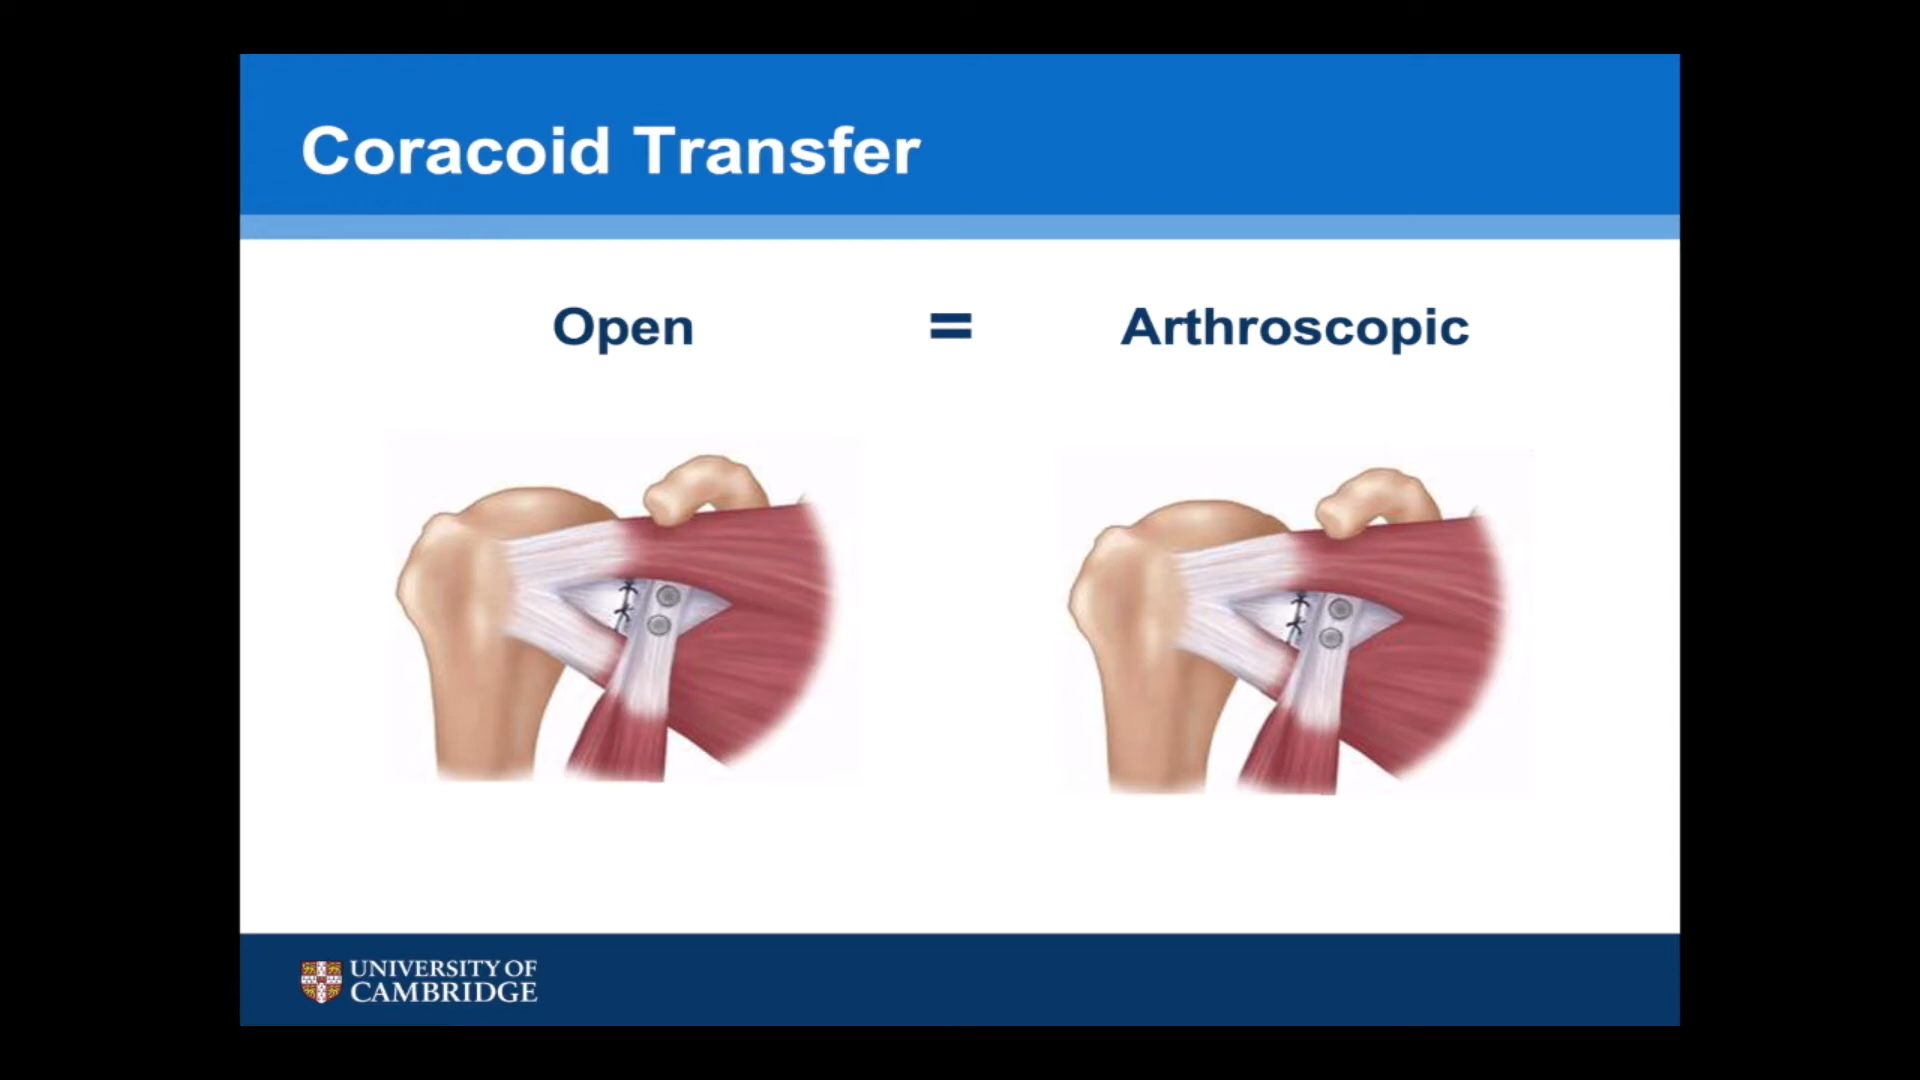 Coracoid Transfer
Open = Arthroscopic
UNIVERSITY OF
CAMBRIDGE